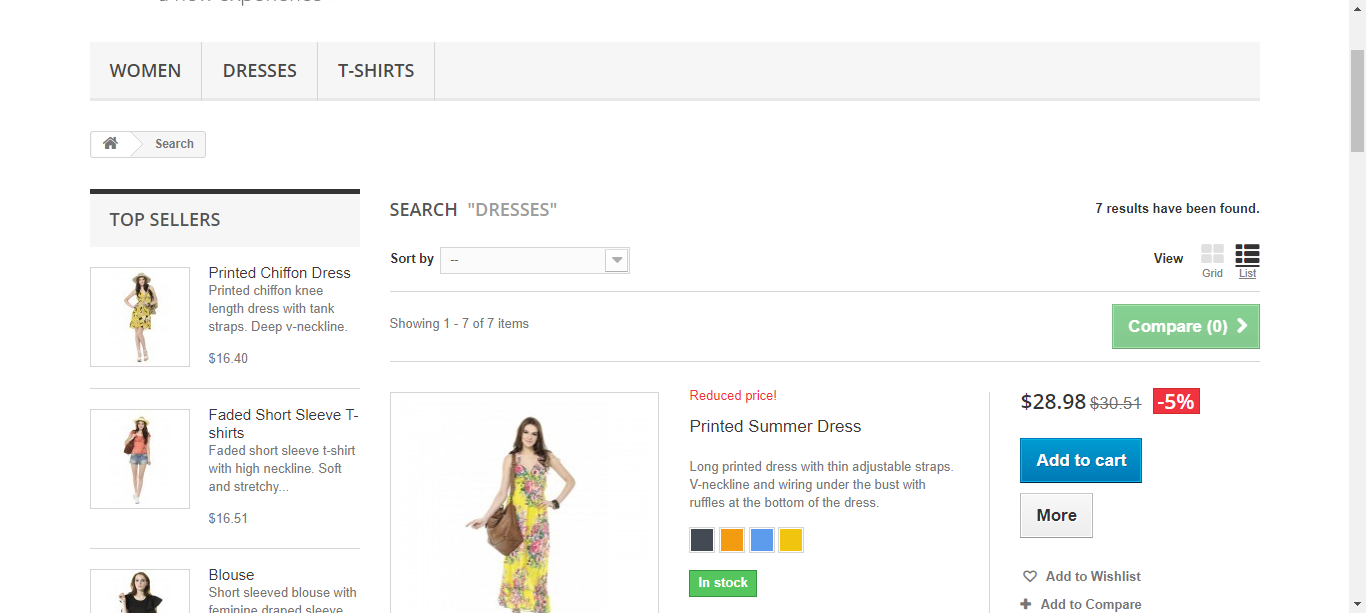 a new experience
WOMEN
DRESSES
T-SHIRTS
Search
TOP SELLERS
Printed Chiffon Dress
Printed chiffon knee
length dress with tank
straps. Deep v-neckline.
$16.40
Faded Short Sleeve T-
shirts
Faded short sleeve t-shirt
with high neckline. Soft
and stretchy...
$16.51
Blouse
Short sleeved blouse with
feminine draped sleeve
SEARCH "DRESSES"
7 results have been found.
Sort by --
View
Grid
List
Showing 1 - 7 of 7 items
Compare (0)
Reduced price!
Printed Summer Dress
Long printed dress with thin adjustable straps.
V-neckline and wiring under the bust with
ruffles at the bottom of the dress.
In stock
$28.98 $30.51 -5%
Add to cart
More
Add to Wishlist
Add to Compare